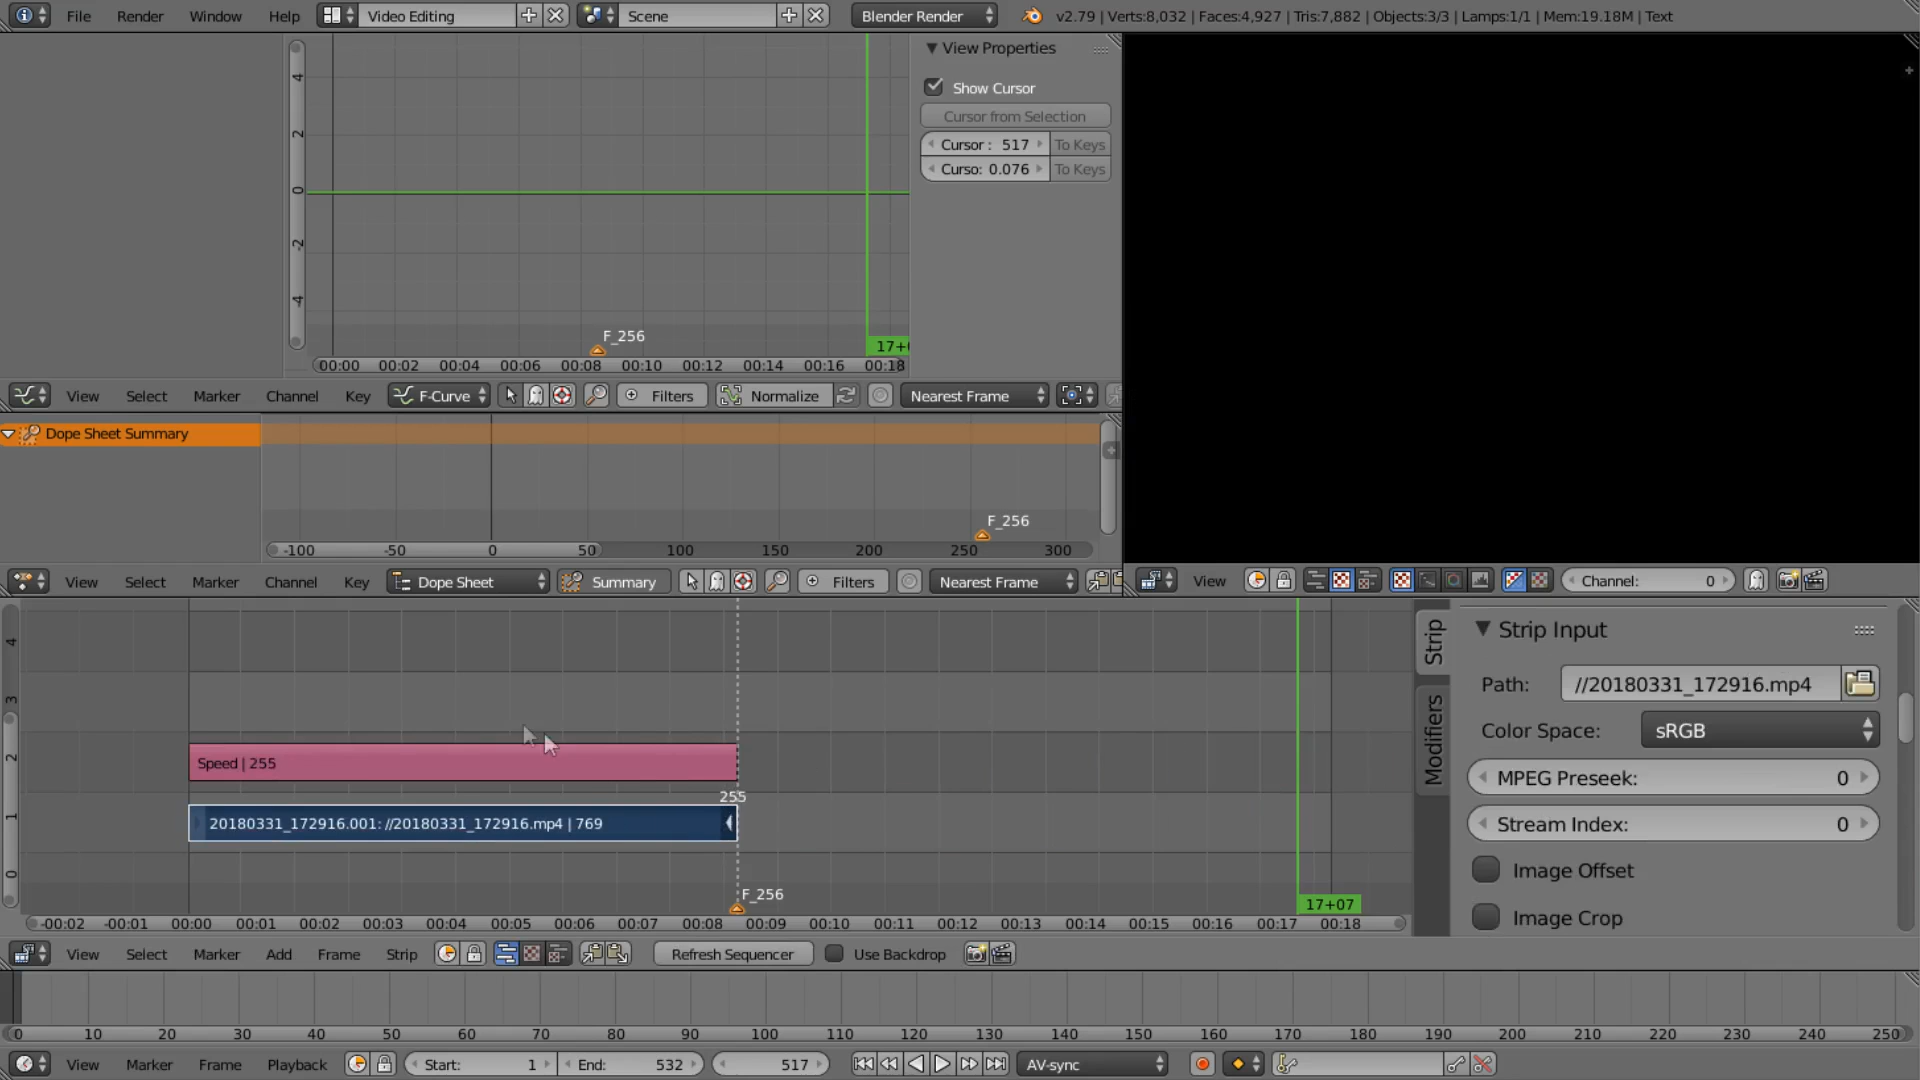 File Render Window Help Video Editing Scene Blender Render v2.79 | Verts:8,032 | Faces:4,927 | Tris:7,882 | Objects:3/3 | Lamps:1/1 | Mem:19.18M | Text
View Properties
Show Cursor
Cursor from Selection
Cursor : 517 To Keys
Curso: 0.076 To Keys
4
2
0
-2
-4
F_256
17+
00:00 00:02 00:04 00:06 00:08 00:10 00:12 00:14 00:16 00:18
View Select Marker Channel Key F-Curve Filters Normalize Nearest Frame
Dope Sheet Summary
F_256
-100 -50 0 50 100 150 200 250 300
View Select Marker Channel Key Dope Sheet Summary Filters Nearest Frame
View Channel: 0
4
3
2
1
0
Speed | 255
255
20180331_172916.001: //20180331_172916.mp4 | 769
F_256
17+07
-00:02 -00:01 00:00 00:01 00:02 00:03 00:04 00:05 00:06 00:07 00:08 00:09 00:10 00:11 00:12 00:13 00:14 00:15 00:16 00:17 00:18
Strip
Modifiers
Strip Input
Path: //20180331_172916.mp4
Color Space: sRGB
MPEG Preseek: 0
Stream Index: 0
Image Offset
Image Crop
View Select Marker Add Frame Strip Refresh Sequencer Use Backdrop
0 10 20 30 40 50 60 70 80 90 100 110 120 130 140 150 160 170 180 190 200 210 220 230 240 250
View Marker Frame Playback Start: 1 End: 532 517 AV-sync